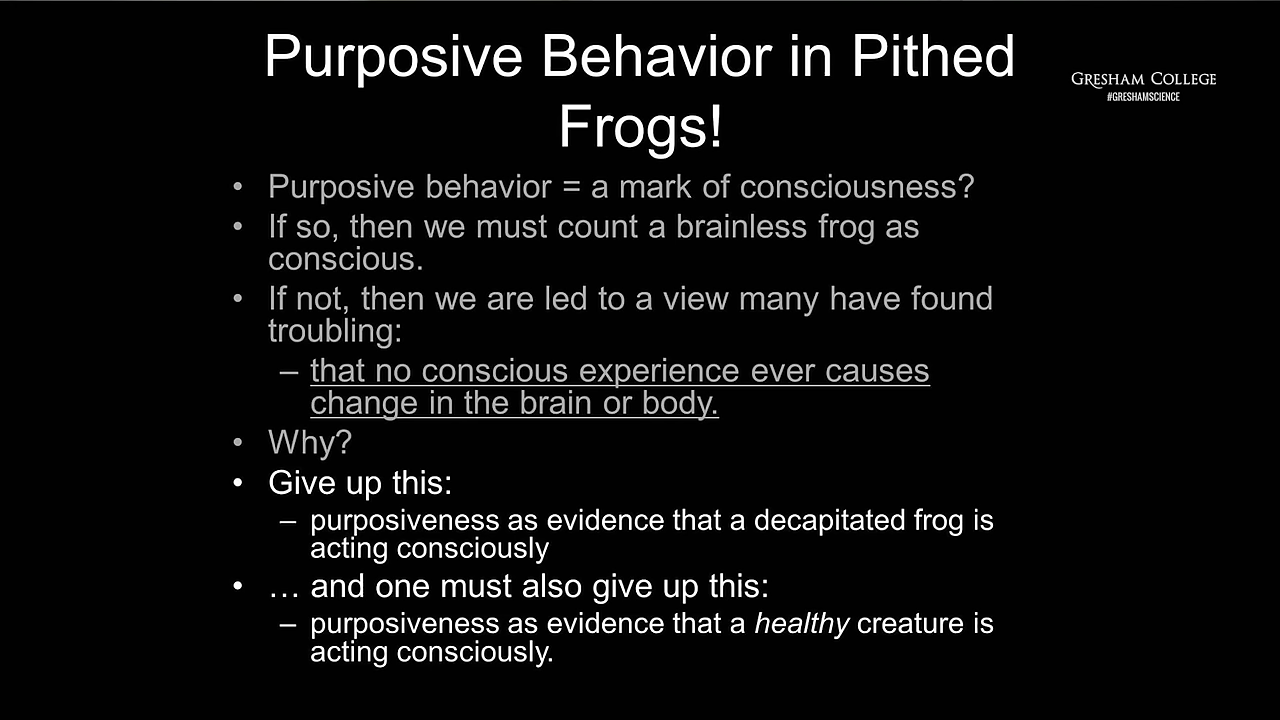 Purposive Behavior in Pithed
Frogs!
GRESHAM COLLEGE
#GRESHAMSCIENCE
• Purposive behavior = a mark of consciousness?
• If so, then we must count a brainless frog as
conscious.
• If not, then we are led to a view many have found
troubling:
– that no conscious experience ever causes
change in the brain or body.
• Why?
• Give up this:
– purposiveness as evidence that a decapitated frog is
acting consciously
• … and one must also give up this:
– purposiveness as evidence that a healthy creature is
acting consciously.